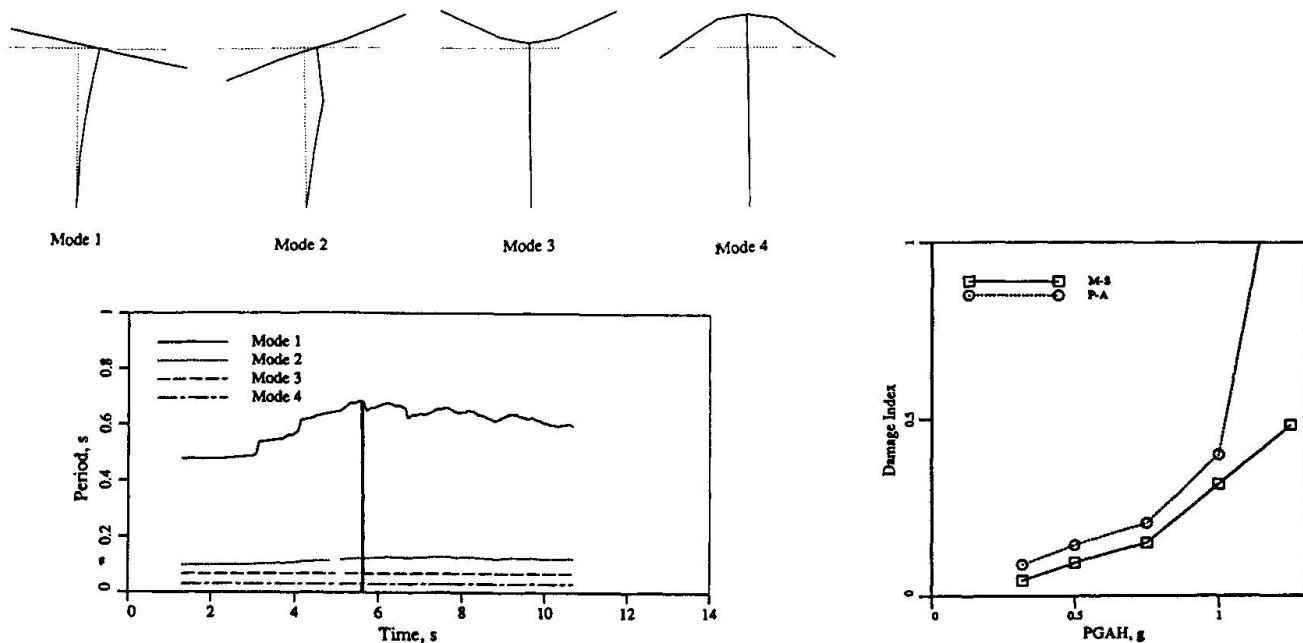 Mode 1
Mode 2
Mode 3
Mode 4
Period, s
0
0.2
0.4
0.6
0.8
1
Mode 1
Mode 2
Mode 3
Mode 4
0 2 4 6 8 10 12 14
Time, s
Damage Index
0
0.5
1
M-S
P-A
0 0.5 1
PGAH, g